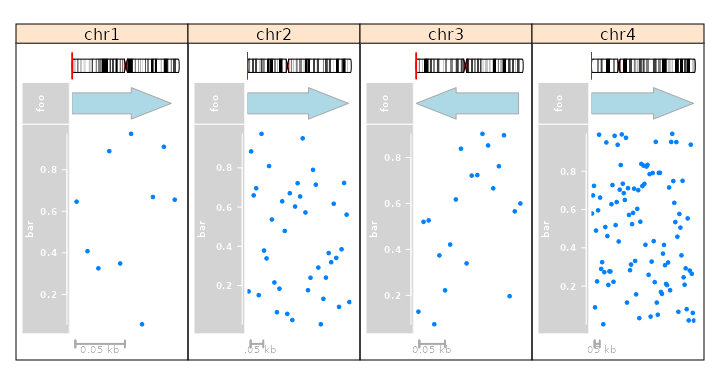 chr1 chr2 chr3 chr4
foo foo foo foo
bar bar bar bar
0.8 0.8 0.8 0.8
0.6 0.6 0.6 0.6
0.4 0.4 0.4 0.4
0.2 0.2 0.2 0.2
0.05 kb .05 kb 0.05 kb 05 kb